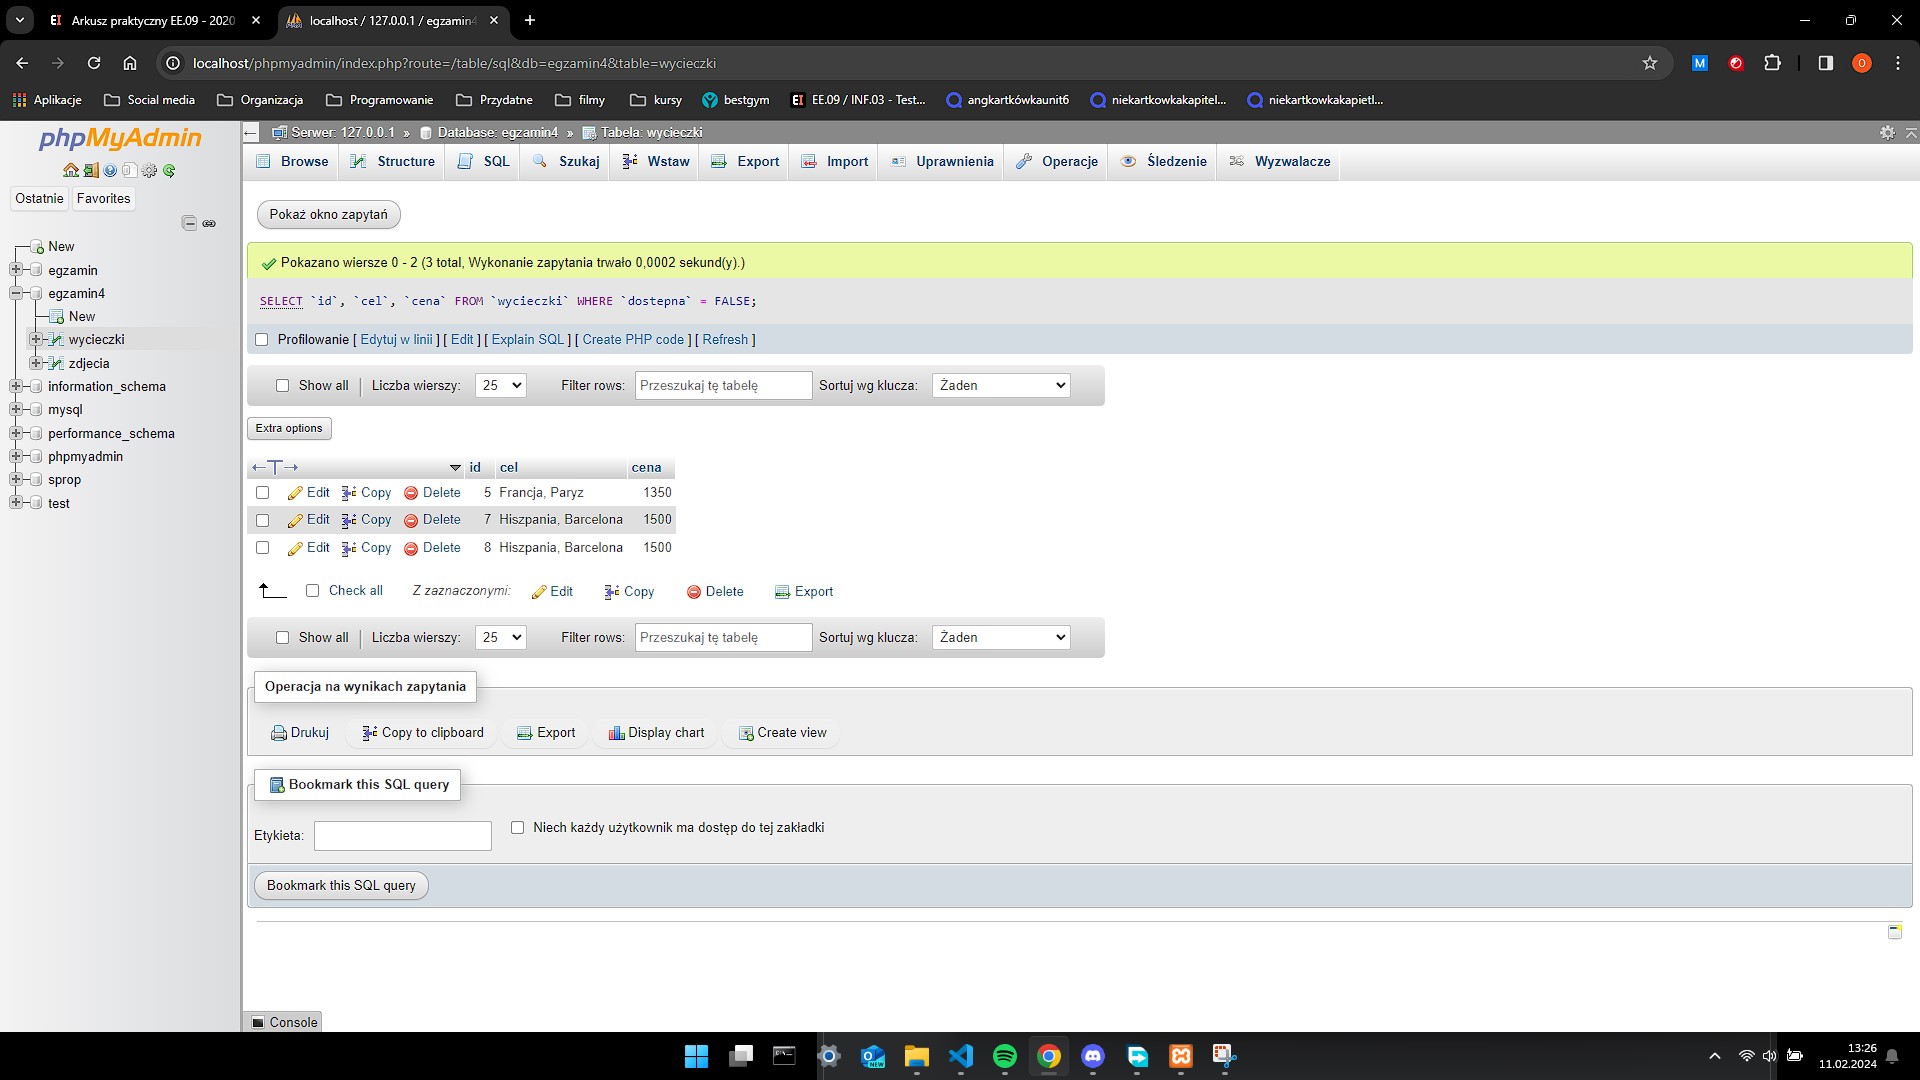 Arkusz praktyczny EE.09 - 2020
localhost / 127.0.0.1 / egzamin4
localhost/phpmyadmin/index.php?route=/table/sql&db=egzamin4&table=wycieczki
Aplikacje
Social media
Organizacja
Programowanie
Przydatne
filmy
kursy
bestgym
EE.09 / INF.03 - Test...
angkartkówkaunit6
niekartkowkakapitel...
niekartkowkakapietl...
phpMyAdmin
Ostatnie
Favorites
New
egzamin
egzamin4
New
wycieczki
zdjecia
information_schema
mysql
performance_schema
phpmyadmin
sprop
test
Serwer: 127.0.0.1 » Database: egzamin4 » Tabela: wycieczki
Browse
Structure
SQL
Szukaj
Wstaw
Export
Import
Uprawnienia
Operacje
Śledzenie
Wyzwalacze
Pokaż okno zapytań
Pokazano wiersze 0 - 2 (3 total, Wykonanie zapytania trwało 0,0002 sekund(y).)
SELECT `id`, `cel`, `cena` FROM `wycieczki` WHERE `dostepna` = FALSE;
Profilowanie [ Edytuj w linii ] [ Edit ] [ Explain SQL ] [ Create PHP code ] [ Refresh ]
Show all | Liczba wierszy: 25 Filter rows: Przeszukaj tę tabelę Sortuj wg klucza: Żaden
Extra options
id cel cena
Edit Copy Delete 5 Francja, Paryz 1350
Edit Copy Delete 7 Hiszpania, Barcelona 1500
Edit Copy Delete 8 Hiszpania, Barcelona 1500
Check all Z zaznaczonymi: Edit Copy Delete Export
Show all | Liczba wierszy: 25 Filter rows: Przeszukaj tę tabelę Sortuj wg klucza: Żaden
Operacja na wynikach zapytania
Drukuj Copy to clipboard Export Display chart Create view
Bookmark this SQL query
Etykieta: Niech każdy użytkownik ma dostęp do tej zakładki
Bookmark this SQL query
Console
13:26
11.02.2024